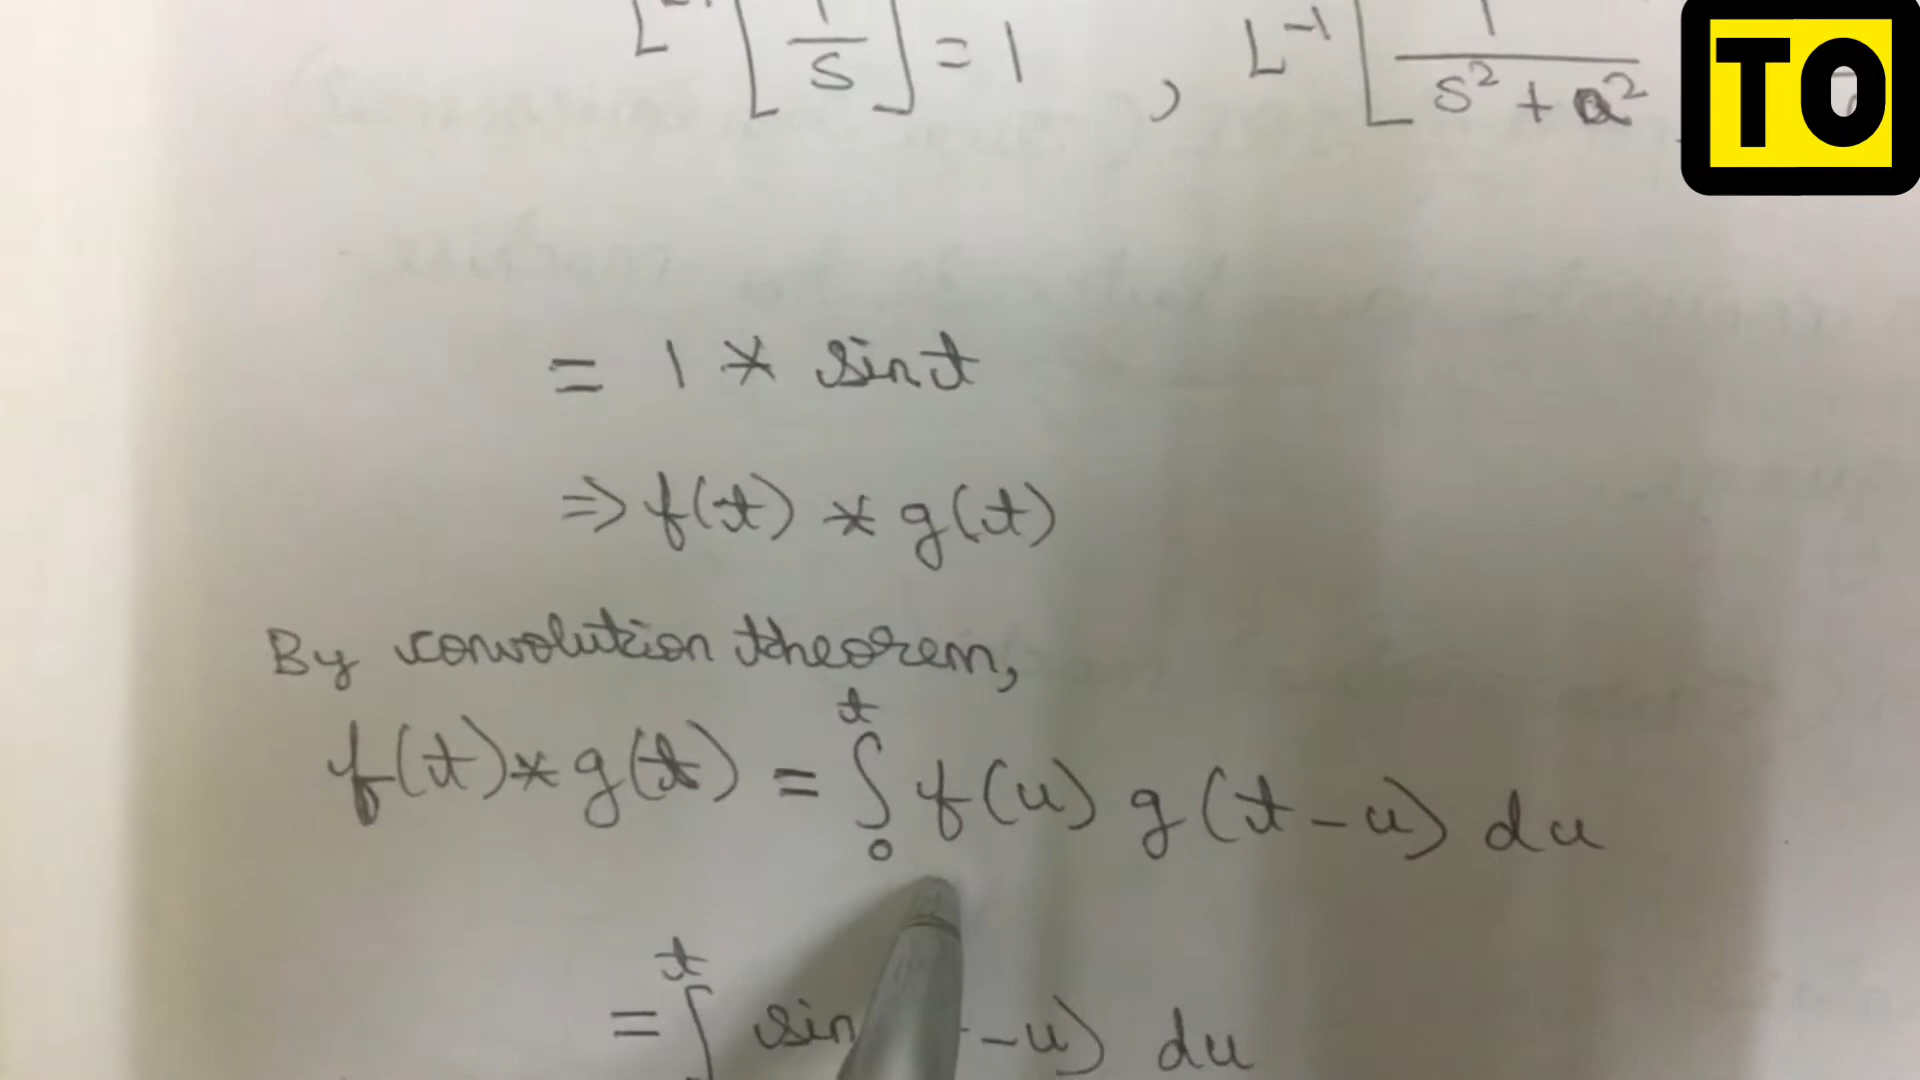 L⁻¹ [1/s] = 1 , L⁻¹ [1/s² + a²
TO
= 1 * sin t
⇒ f(t) * g(t)
By convolution theorem,
f(t) * g(t) = ∫₀ᵗ f(u) g(t-u) du
= ∫ᵗ sin -u) du